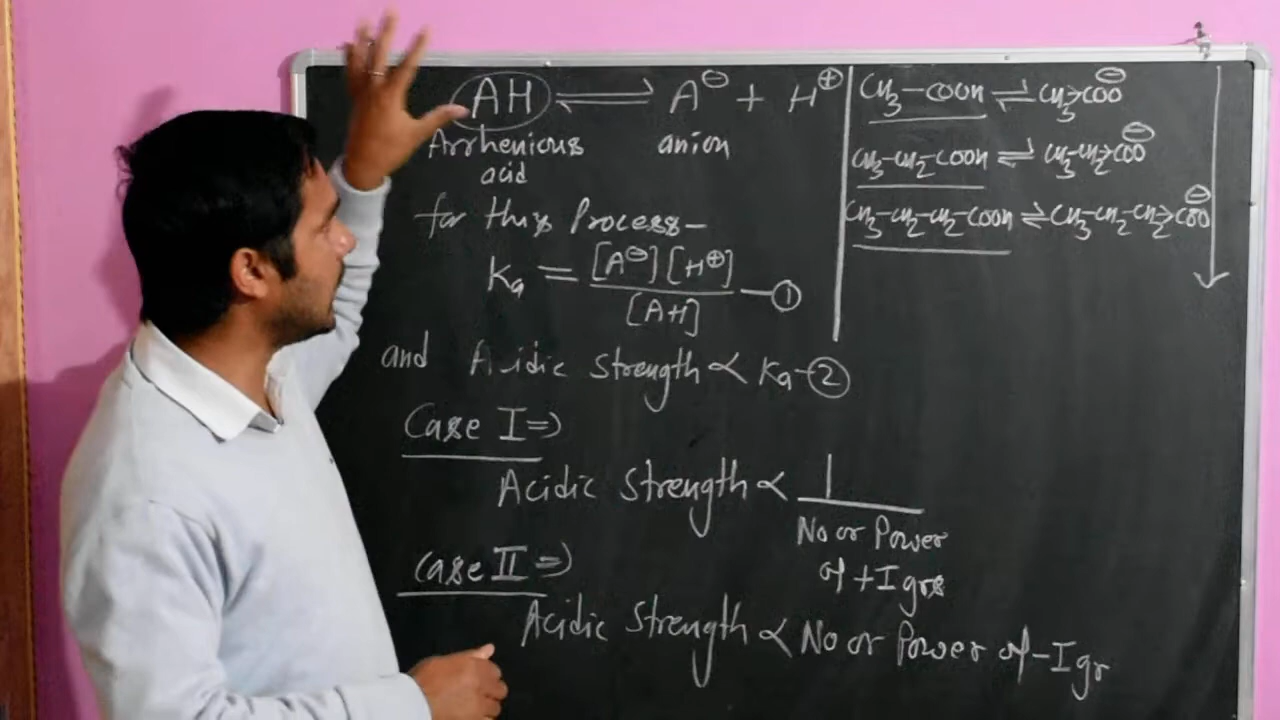 AH ⇌ A⊖ + H⊕
Arrhenious anion
acid
for this Process-
Ka = [A⊖][H⊕] / [AH] —①
and Acidic Strength ∝ Ka-②
Case I ⇒
Acidic Strength ∝ 1
No or Power
of +I grs
Case II ⇒
Acidic Strength ∝ No or Power of -I gr
CH3-COOH ⇌ CH3→COO⊖
CH3-CH2-COOH ⇌ CH3-CH2→COO⊖
CH3-CH2-CH2-COOH ⇌ CH3-CH2-CH2→COO⊖